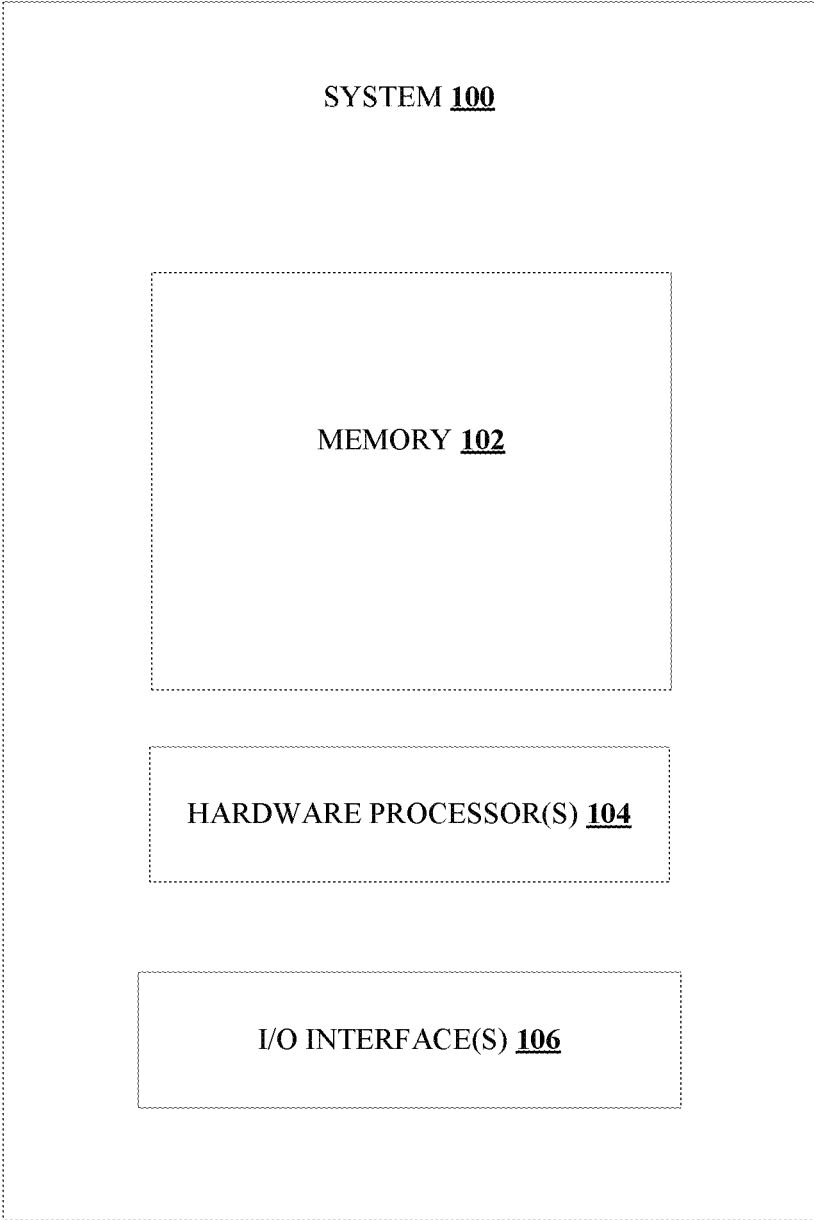 SYSTEM 100
MEMORY 102
HARDWARE PROCESSOR(S) 104
I/O INTERFACE(S) 106